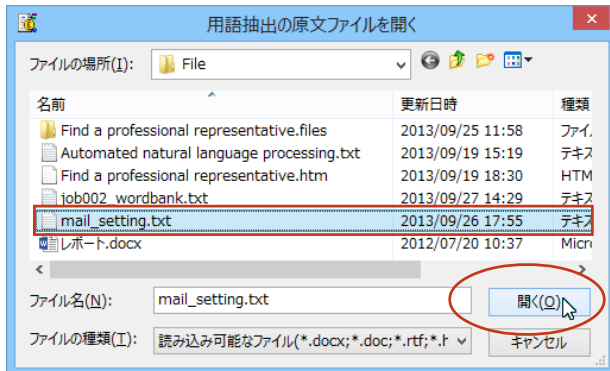 用語抽出の原文ファイルを開く
ファイルの場所(I): File
名前 更新日時 種類
Find a professional representative.files 2013/09/25 11:58 ファイ
Automated natural language processing.txt 2013/09/19 15:19 テキス
Find a professional representative.htm 2013/09/19 18:30 HTM
job002_wordbank.txt 2013/09/27 14:29 テキス
mail_setting.txt 2013/09/26 17:55 テキス
レポート.docx 2012/07/20 10:37 Micro
ファイル名(N): mail_setting.txt 開く(O)
ファイルの種類(T): 読み込み可能なファイル(*.docx;*.doc;*.rtf;*.h キャンセル